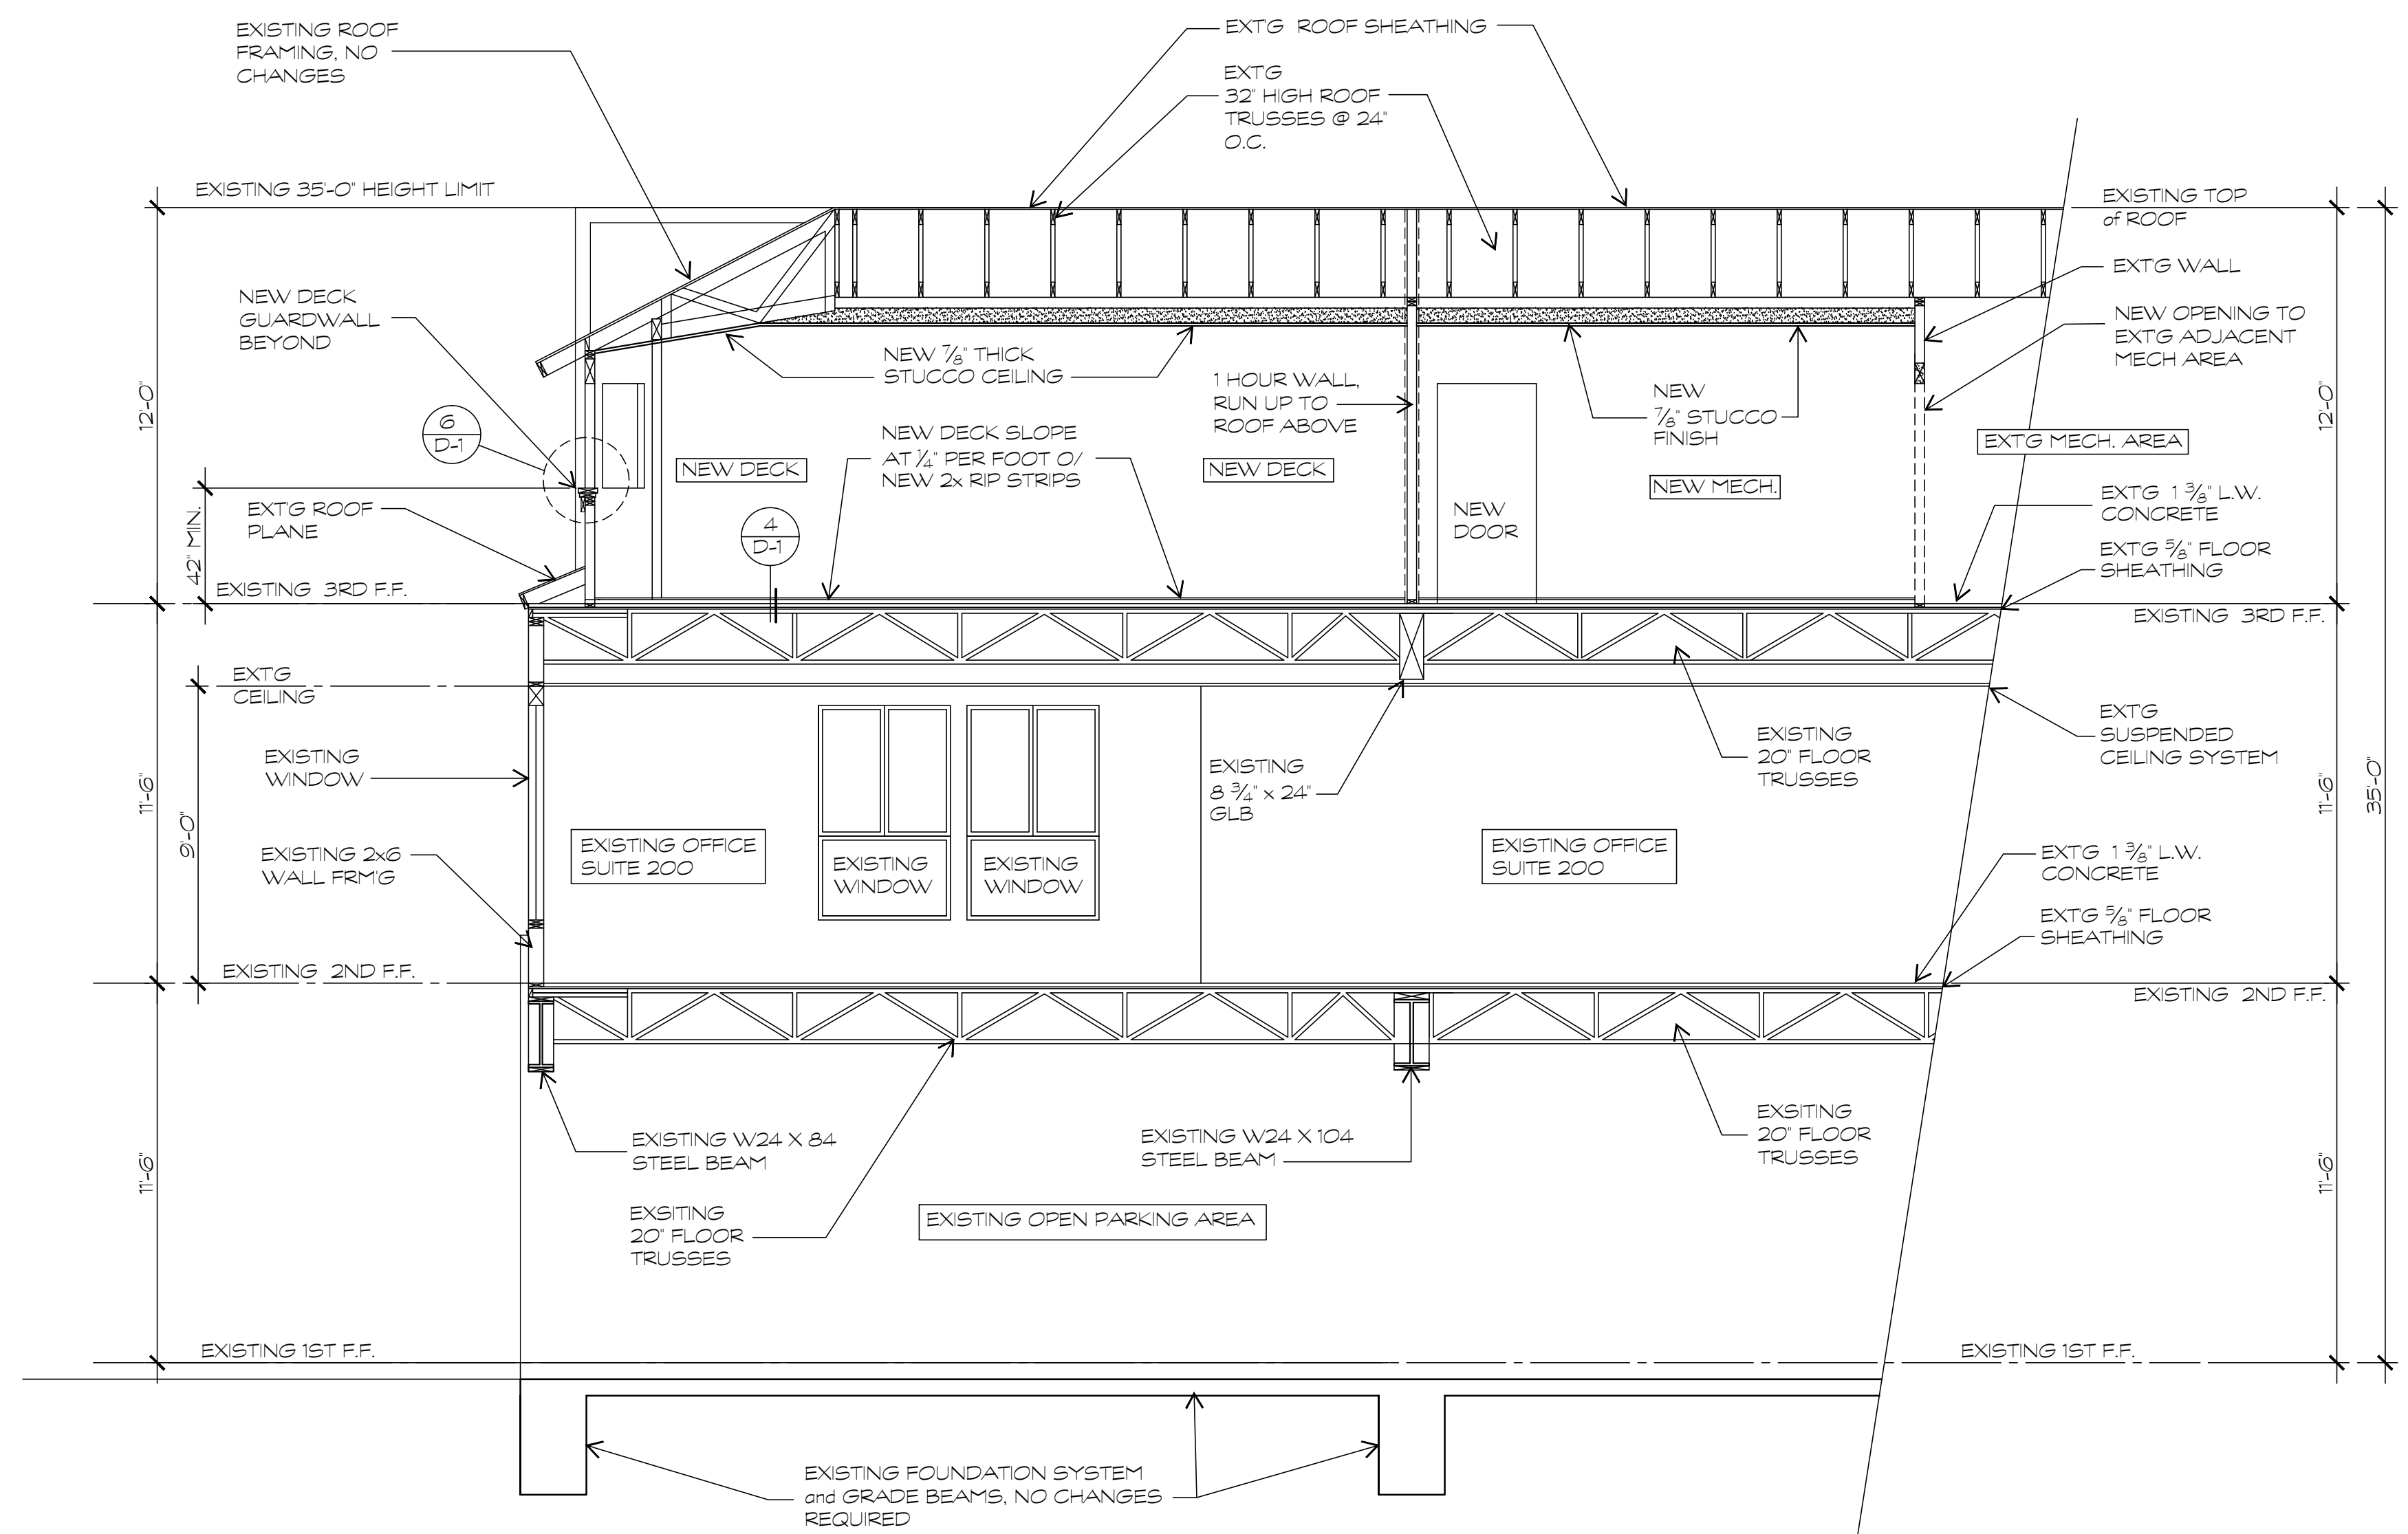 EXISTING ROOF
FRAMING, NO
CHANGES
EXTG ROOF SHEATHING
EXTG
32" HIGH ROOF
TRUSSES @ 24"
O.C.
EXISTING 35'-0" HEIGHT LIMIT
EXISTING TOP
of ROOF
EXTG WALL
NEW DECK
GUARDWALL
BEYOND
NEW OPENING TO
EXTG ADJACENT
MECH AREA
NEW 7/8" THICK
STUCCO CEILING
1 HOUR WALL,
RUN UP TO
ROOF ABOVE
NEW
7/8" STUCCO
FINISH
12'-0"
12'-0"
6
D-1
NEW DECK SLOPE
AT 1/4" PER FOOT O/
NEW 2x RIP STRIPS
EXTG MECH. AREA
NEW DECK
NEW DECK
NEW MECH.
EXTG ROOF
PLANE
42" MIN.
4
D-1
NEW
DOOR
EXTG 1 3/8" L.W.
CONCRETE
EXTG 5/8" FLOOR
SHEATHING
EXISTING 3RD F.F.
EXISTING 3RD F.F.
EXTG
CEILING
EXTG
SUSPENDED
CEILING SYSTEM
EXISTING
WINDOW
EXISTING
8 3/4" x 24"
GLB
EXISTING
20" FLOOR
TRUSSES
11'-6"
9'-0"
11'-6"
35'-0"
EXISTING 2x6
WALL FRM'G
EXISTING OFFICE
SUITE 200
EXISTING
WINDOW
EXISTING
WINDOW
EXISTING OFFICE
SUITE 200
EXTG 1 3/8" L.W.
CONCRETE
EXTG 5/8" FLOOR
SHEATHING
EXISTING 2ND F.F.
EXISTING 2ND F.F.
EXISTING W24 X 84
STEEL BEAM
EXISTING W24 X 104
STEEL BEAM
EXSITING
20" FLOOR
TRUSSES
11'-6"
11'-6"
EXSITING
20" FLOOR
TRUSSES
EXISTING OPEN PARKING AREA
EXISTING 1ST F.F.
EXISTING 1ST F.F.
EXISTING FOUNDATION SYSTEM
and GRADE BEAMS, NO CHANGES
REQUIRED